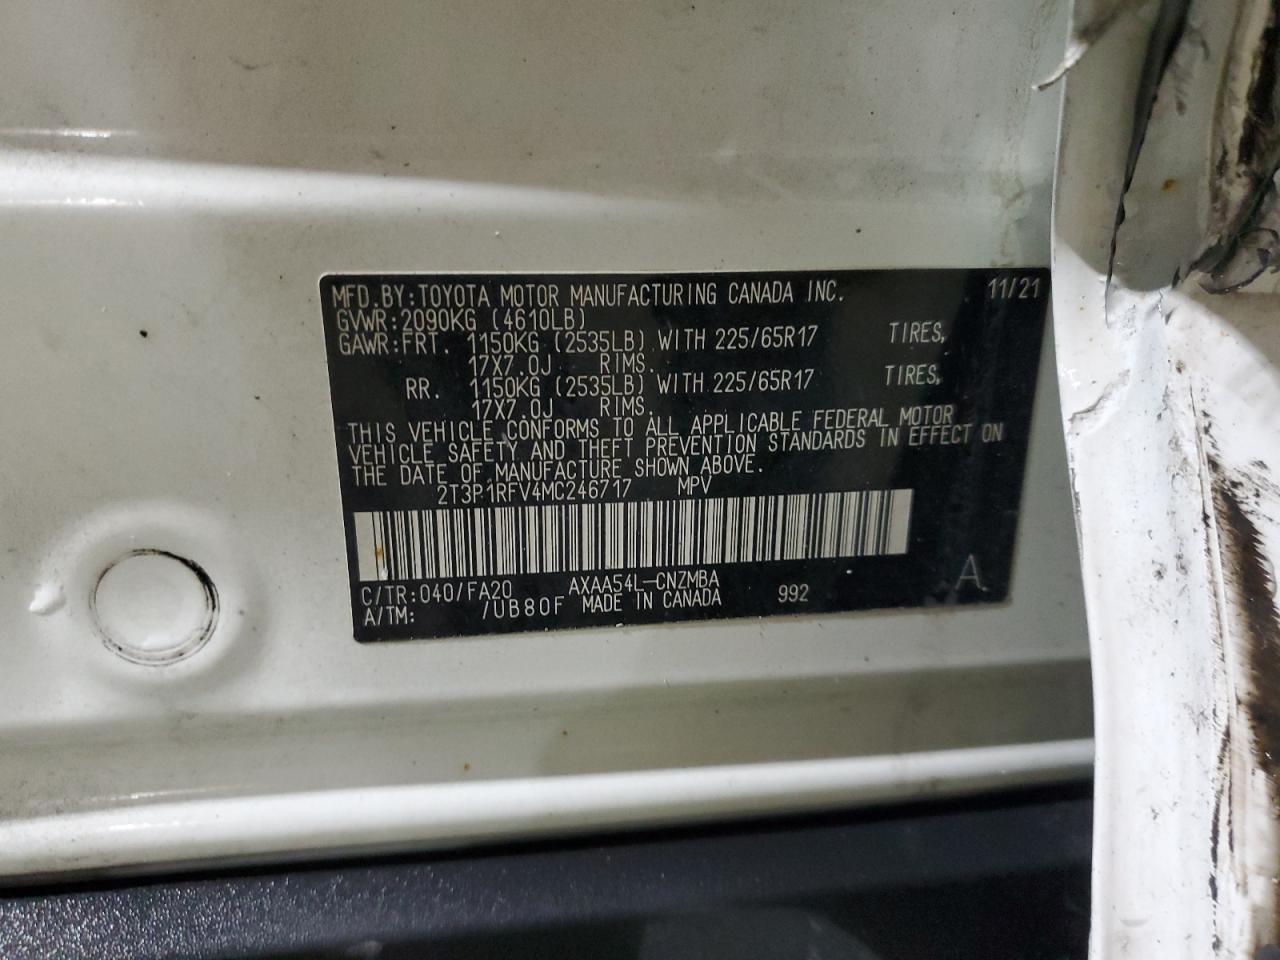 MFD.BY:TOYOTA MOTOR MANUFACTURING CANADA INC. 11/21
GVWR:2090KG (4610LB)
GAWR:FRT. 1150KG (2535LB) WITH 225/65R17 TIRES,
17X7.0J RIMS.
RR. 1150KG (2535LB) WITH 225/65R17 TIRES,
17X7.0J RIMS.
THIS VEHICLE CONFORMS TO ALL APPLICABLE FEDERAL MOTOR
VEHICLE SAFETY AND THEFT PREVENTION STANDARDS IN EFFECT ON
THE DATE OF MANUFACTURE SHOWN ABOVE.
2T3P1RFV4MC246717 MPV
C/TR:040/FA20 AXAA54L-CNZMBA
A/TM: /UB80F MADE IN CANADA 992
A